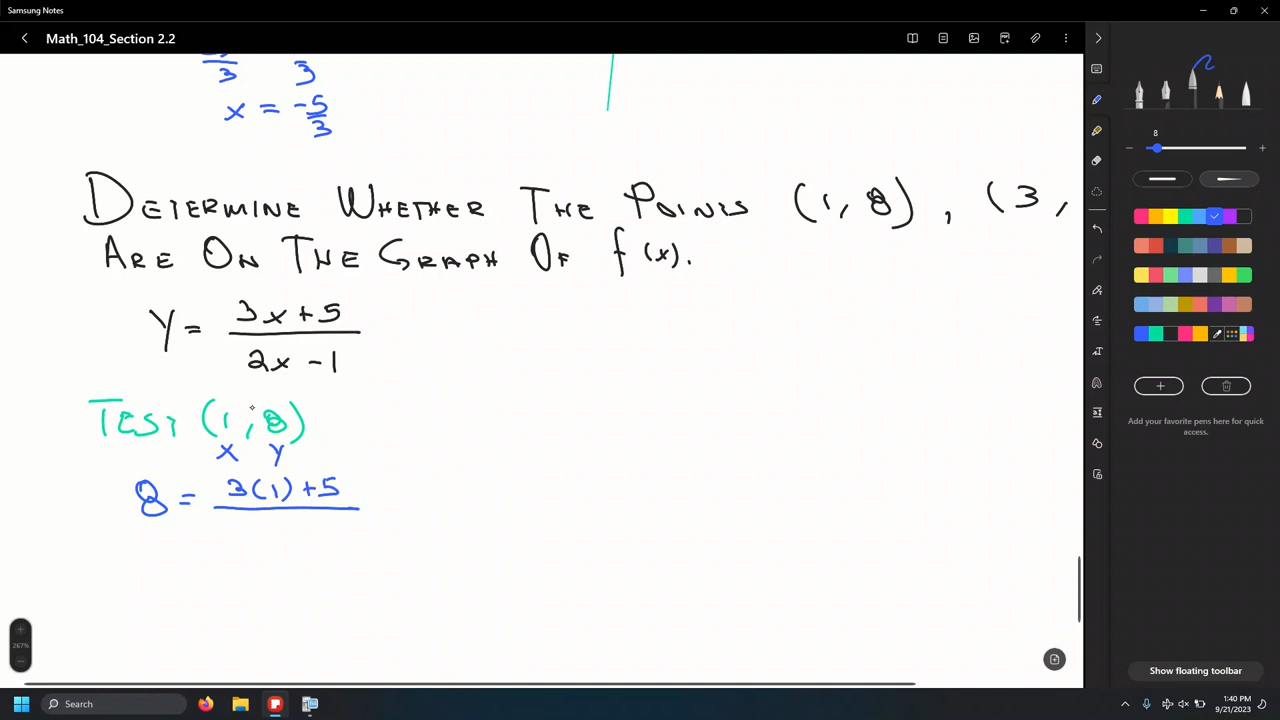 Samsung Notes
Math_104_Section 2.2
3 3
x = -5/3
DETERMINE WHETHER THE POINTS (1, 8), (3,
ARE ON THE GRAPH OF f(x).
Y = 3x+5
2x -1
TEST (1, 8)
X Y
8 = 3(1)+5
8
Add your favorite pens here for quick
access.
267%
Show floating toolbar
Search
1:40 PM
9/21/2023